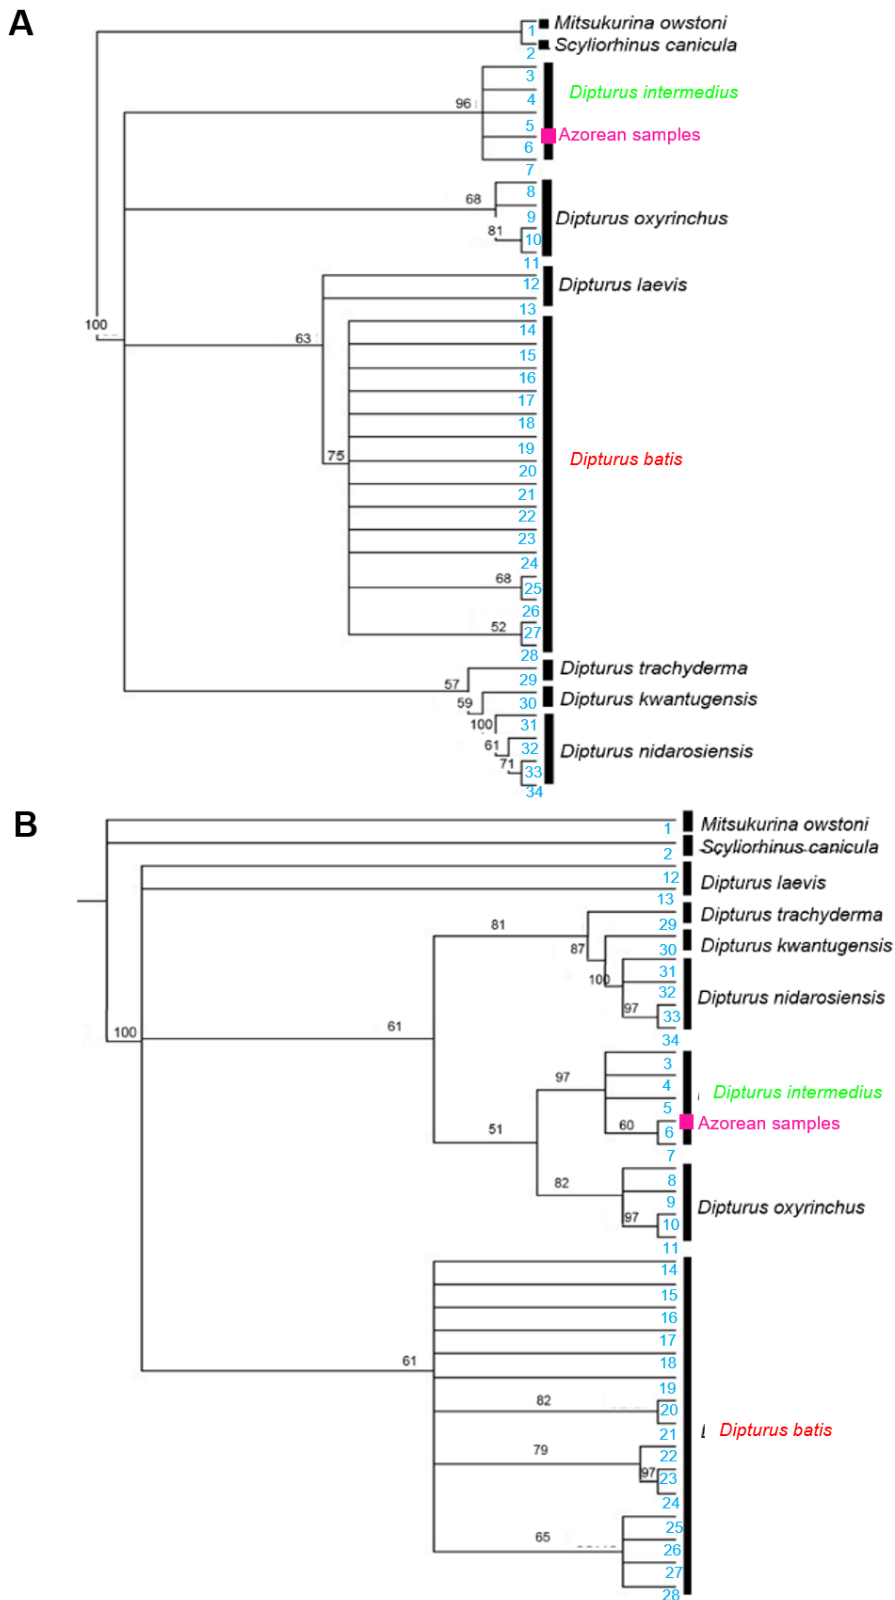 A
1 Mitsukurina owstoni
2 Scyliorhinus canicula
3
96 4 Dipturus intermedius
5 Azorean samples
6
7
68 8
9 Dipturus oxyrinchus
81 10
11
12 Dipturus laevis
13
100
63
14
15
16
17
18
75 19 Dipturus batis
20
21
22
23
24
68 25
26
52 27
28
29 Dipturus trachyderma
57
59 30 Dipturus kwantugensis
100 31
61 32 Dipturus nidarosiensis
71 33
34
B
1 Mitsukurina owstoni
2 Scyliorhinus canicula
12 Dipturus laevis
13
81 29 Dipturus trachyderma
87 30 Dipturus kwantugensis
100 31
32 Dipturus nidarosiensis
97 33
100 61 34
3
97 4 Dipturus intermedius
5
51 60 6 Azorean samples
7
82 8
9 Dipturus oxyrinchus
97 10
11
14
15
16
17
61 18
19
82 20
21 Dipturus batis
79 22
97 23
24
25
65 26
27
28